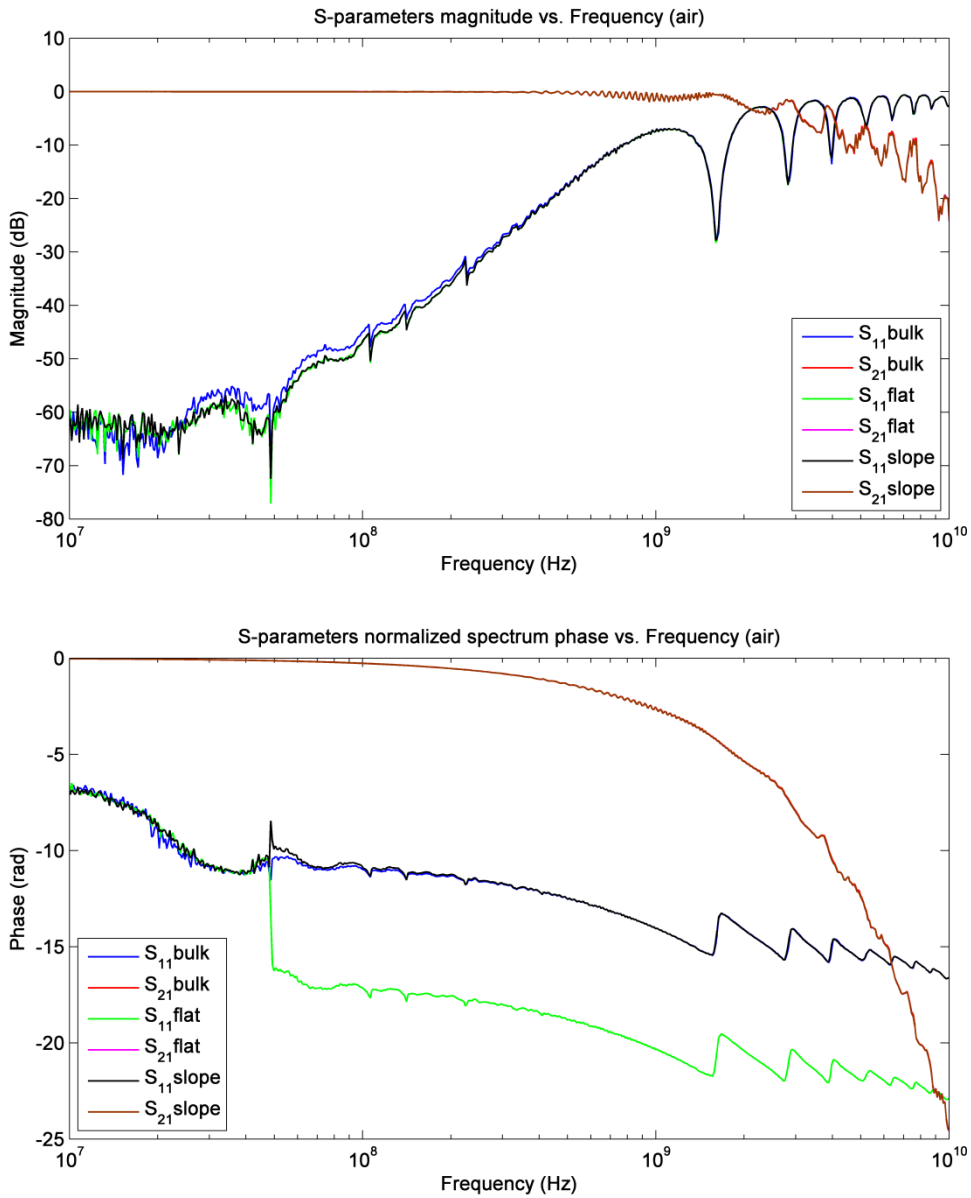 S-parameters magnitude vs. Frequency (air)
10
0
-10
-20
-30
-40
-50
-60
-70
-80
Magnitude (dB)
S11bulk
S21bulk
S11flat
S21flat
S11slope
S21slope
10^7
10^8
10^9
10^10
Frequency (Hz)
S-parameters normalized spectrum phase vs. Frequency (air)
0
-5
-10
-15
-20
-25
Phase (rad)
S11bulk
S21bulk
S11flat
S21flat
S11slope
S21slope
10^7
10^8
10^9
10^10
Frequency (Hz)